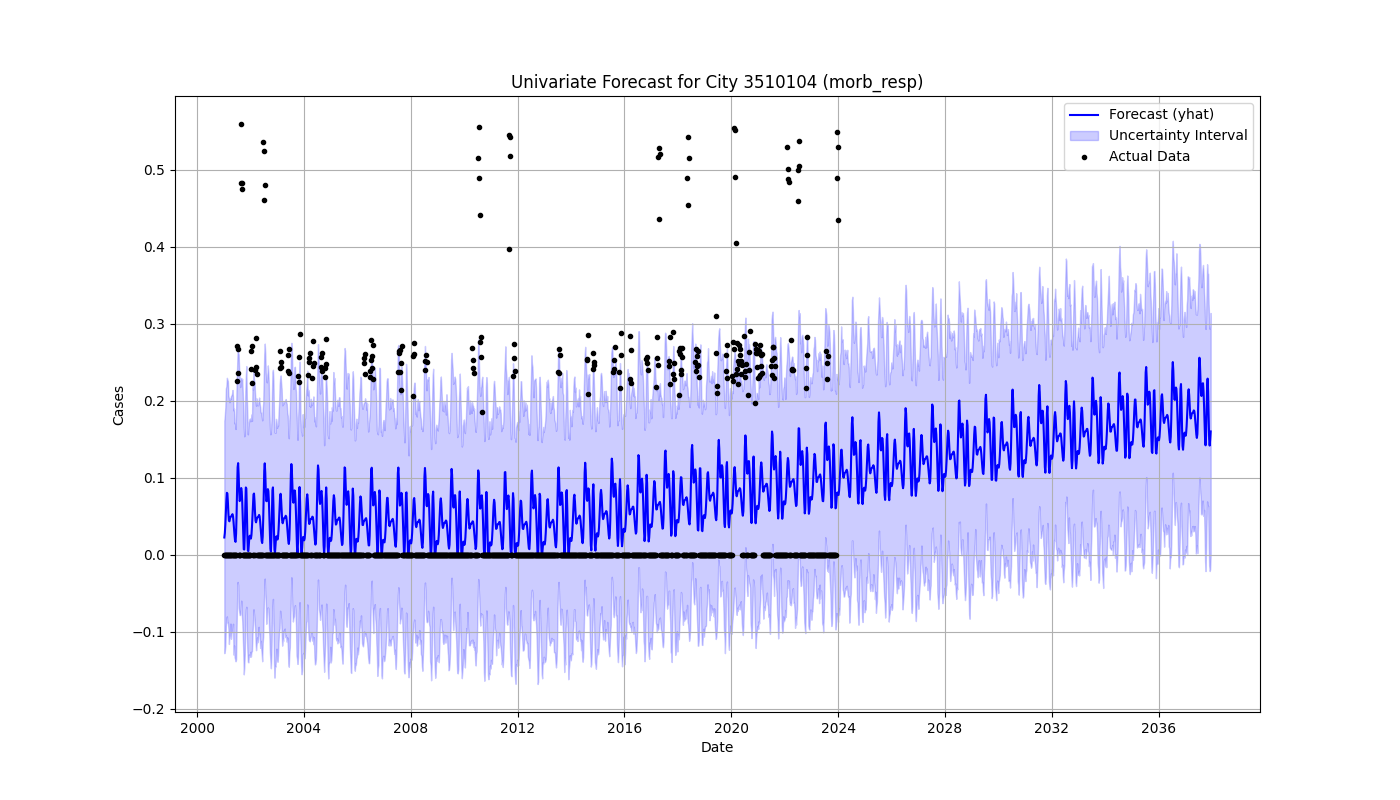 Univariate Forecast for City 3510104 (morb_resp)
Forecast (yhat)
Uncertainty Interval
Actual Data
Cases
0.5
0.4
0.3
0.2
0.1
0.0
−0.1
−0.2
2000 2004 2008 2012 2016 2020 2024 2028 2032 2036
Date